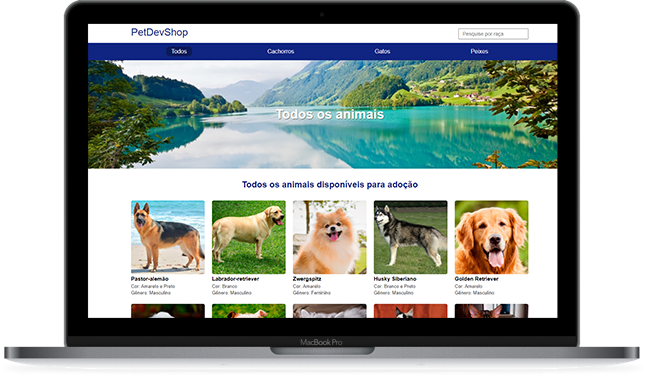 PetDevShop
Pesquise por raça
Todos Cachorros Gatos Peixes
Todos os animais
Todos os animais disponíveis para adoção
Pastor-alemão Labrador-retriever Zwergspitz Husky Siberiano Golden Retriever
Cor: Amarelo e Preto Cor: Branco Cor: Amarelo Cor: Branco e Preto Cor: Amarelo
Gênero: Masculino Gênero: Masculino Gênero: Feminino Gênero: Masculino Gênero: Masculino
MacBook Pro